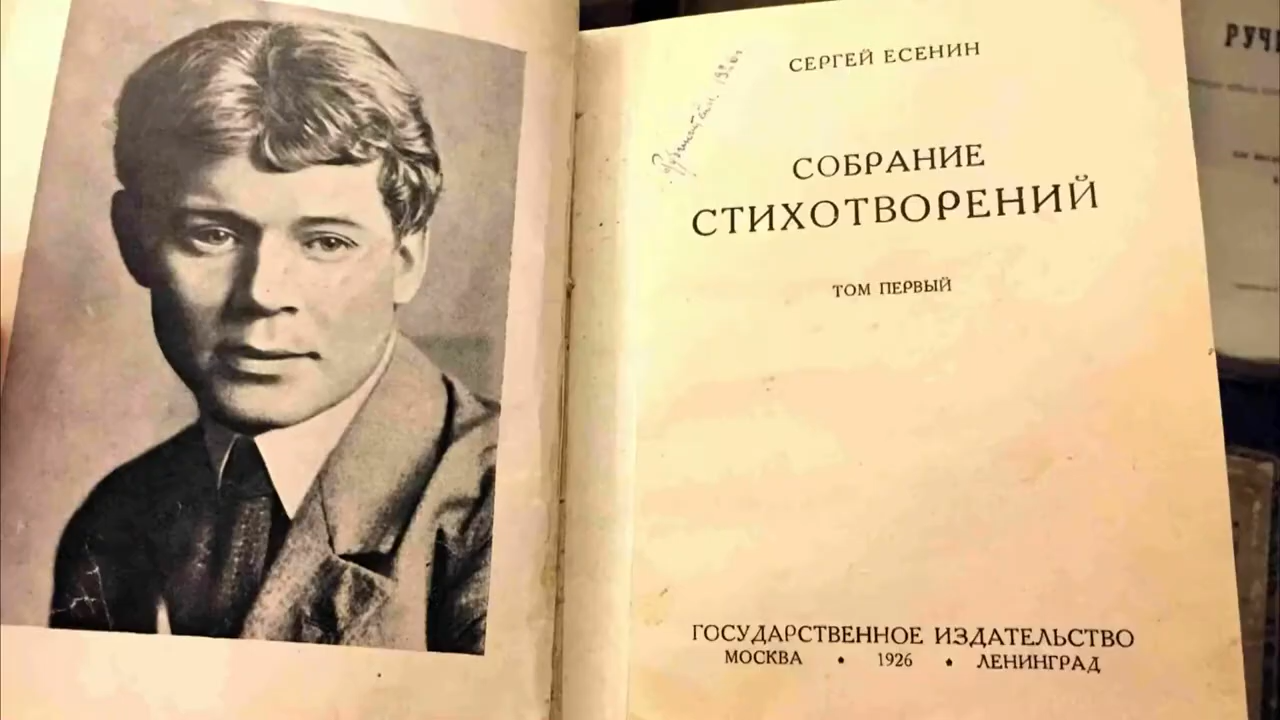 СЕРГЕЙ ЕСЕНИН
СОБРАНИЕ
СТИХОТВОРЕНИЙ
ТОМ ПЕРВЫЙ
ГОСУДАРСТВЕННОЕ ИЗДАТЕЛЬСТВО
МОСКВА • 1926 • ЛЕНИНГРАД